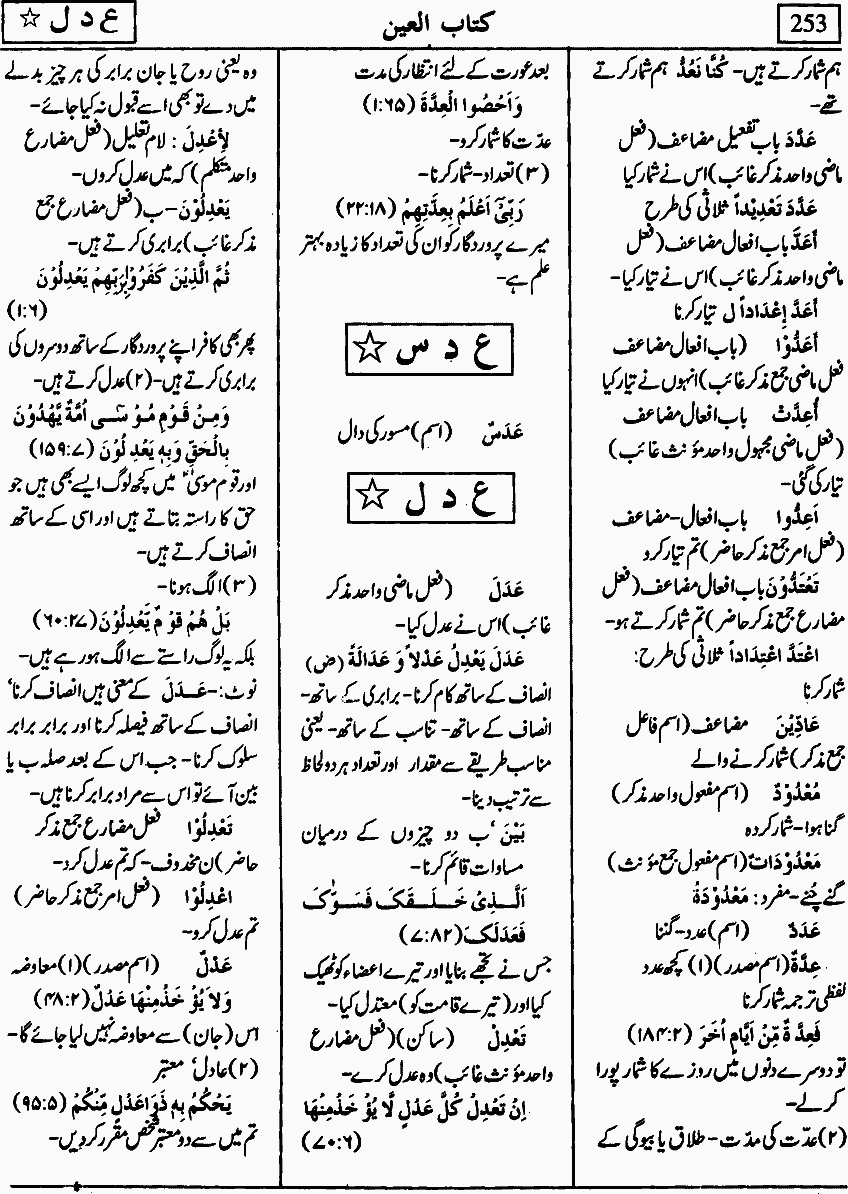 253
كتاب العين
ع د ل ☆
ہم شمار کرتے ہیں- كُنَّا نَعُدُّ ہم شمار کرتے
تھے-
عَدَّدَ باب تفعیل مضاعف (فعل
ماضی واحد مذکر غائب) اس نے شمار کیا
عَدَّدَ تَعْدِيْداً ثلاثی کی طرح
أَعَدَّ باب افعال مضاعف (فعل
ماضی واحد مذکر غائب) اس نے تیار کیا-
أَعَدَّ إِعْدَاداً ل تیار کرنا
أَعَدُّوْا (باب افعال مضاعف
فعل ماضی جمع مذکر غائب) انہوں نے تیار کیا
أُعِدَّتْ باب افعال مضاعف
(فعل ماضی مجہول واحد مؤنث غائب)
تیار کی گئی-
أَعِدُّوا باب افعال-مضاعف
(فعل امر جمع مذکر حاضر) تم تیار کرو
تَعْتَدُّوْنَ باب افعال مضاعف (فعل
مضارع جمع مذکر حاضر) تم شمار کرتے ہو-
اعْتَدَّ اعْتِدَاداً ثلاثی کی طرح:
شمار کرنا
عَادِّيْنَ مضاعف (اسم فاعل
جمع مذکر) شمار کرنے والے
مُعْدُوْدٌ (اسم مفعول واحد مذکر)
گنا ہوا-شمار کردہ
مَعْدُوْدَاتٌ (اسم مفعول جمع مؤنث)
گنے چنے-مفرد: مَعْدُوْدَةٌ
عَدَدٌ (اسم) عدد-گننا
عِدَّةٌ (اسم مصدر) (۱) کچھ عدد
لفظی ترجمہ شمار کرنا
فَعِدَّةٌ مِّنْ أَيَّامٍ أُخَرَ (۱۸۴:۲)
تو دوسرے دنوں میں روزے کا شمار پورا
کرلے-
(۲) عدّت کی مدّت-طلاق یا بیوگی کے
بعد عورت کے لئے انتظار کی مدت
وَاَحْصُوا الْعِدَّةَ (۱:۶۵)
عدّت کا شمار کرو-
(۳) تعداد-شمار کرنا-
رَبِّيْ اَعْلَمُ بِعِدَّتِهِمْ (۲۲:۱۸)
میرے پروردگار کو ان کی تعداد کا زیادہ بہتر
علم ہے-
ع د س ☆
عَدَسٌ (اسم) مسور کی دال
ع د ل ☆
عَدَلَ (فعل ماضی واحد مذکر
غائب) اس نے عدل کیا-
عَدَلَ يَعْدِلُ عَدْلاً وَ عَدَالَةً (ض)
انصاف کے ساتھ کام کرنا- برابری کے ساتھ-
انصاف کے ساتھ- تناسب کے ساتھ- یعنی
مناسب طریقے سے مقدار اور تعداد ہر دو لحاظ
سے ترتیب دینا-
بَيْنَ' ب دو چیزوں کے درمیان
مساوات قائم کرنا-
اَلَّذِيْ خَلَقَكَ فَسَوّٰكَ
فَعَدَلَكَ (۷:۸۲)
جس نے تجھے بنایا اور تیرے اعضاء کو ٹھیک
کیا اور (تیرے قامت کو) معتدل کیا-
تَعْدِلْ (ساکن) (فعل مضارع
واحد مؤنث غائب) وہ عدل کرے-
اِنْ تَعْدِلْ كُلَّ عَدْلٍ لَّا يُؤْخَذْمِنْهَا
(۷۰:۶)
وہ یعنی روح یا جان برابر کی ہر چیز بدلے
میں دے تو بھی اسے قبول نہ کیا جائے-
لِأَعْدِلَ : لام تعلیل (فعل مضارع
واحد متکلم) کہ میں عدل کروں-
يَعْدِلُوْنَ-ب (فعل مضارع جمع
مذکر غائب) برابری کرتے ہیں-
ثُمَّ الَّذِيْنَ كَفَرُوْابِرَبِّهِمْ يَعْدِلُوْنَ
(۱:۶)
پھر بھی کافر اپنے پروردگار کے ساتھ دوسروں کی
برابری کرتے ہیں-(۲) عدل کرتے ہیں-
وَمِنْ قَوْمِ مُوْسٰى اُمَّةٌ يَّهْدُوْنَ
بِالْحَقِّ وَبِهٖ يَعْدِلُوْنَ (۱۵۹:۷)
اور قوم موسیٰؑ میں کچھ لوگ ایسے بھی ہیں جو
حق کا راستہ بتاتے ہیں اور اسی کے ساتھ
انصاف کرتے ہیں-
(۳) الگ ہونا-
بَلْ هُمْ قَوْمٌ يَّعْدِلُوْنَ (۶۰:۲۷)
بلکہ یہ لوگ راستے سے الگ ہو رہے ہیں-
نوٹ:- عَدَلَ کے معنی ہیں انصاف کرنا'
انصاف کے ساتھ فیصلہ کرنا اور برابر برابر
سلوک کرنا- جب اس کے بعد صلہ ب یا
بین آئے تو اس سے مراد برابر کرنا ہیں-
تَعْدِلُوْا فعل مضارع جمع مذکر
حاضر) ن محذوف-کہ تم عدل کرو-
اعْدِلُوْا (فعل امر جمع مذکر حاضر)
تم عدل کرو-
عَدْلٌ (اسم مصدر) (۱) معاوضہ
وَلاَ يُؤْخَذُمِنْهَا عَدْلٌ (۴۸:۲)
اس (جان) سے معاوضہ نہیں لیا جائے گا-
(۲) عادل' معتبر
يَحْكُمُ بِهٖ ذَوَاعَدْلٍ مِّنْكُمْ (۹۵:۵)
تم میں سے دو معتبر شخص مقرر کر دیں-